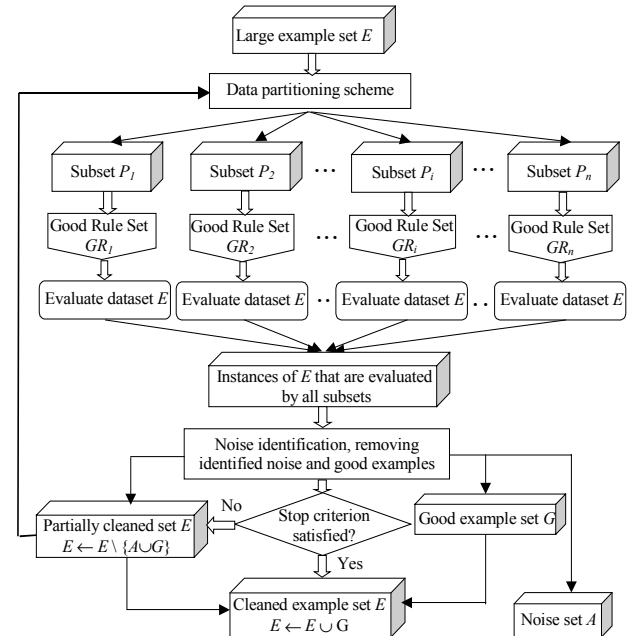 Large example set E
Data partitioning scheme
Subset P1
Subset P2
...
Subset Pi
...
Subset Pn
Good Rule Set
GR1
Good Rule Set
GR2
...
Good Rule Set
GRi
...
Good Rule Set
GRn
Evaluate dataset E
Evaluate dataset E
..
Evaluate dataset E
..
Evaluate dataset E
Instances of E that are evaluated
by all subsets
Noise identification, removing
identified noise and good examples
No
Partially cleaned set E
E ← E \ {A∪G}
Stop criterion
satisfied?
Good example set G
Yes
Cleaned example set E
E ← E ∪ G
Noise set A